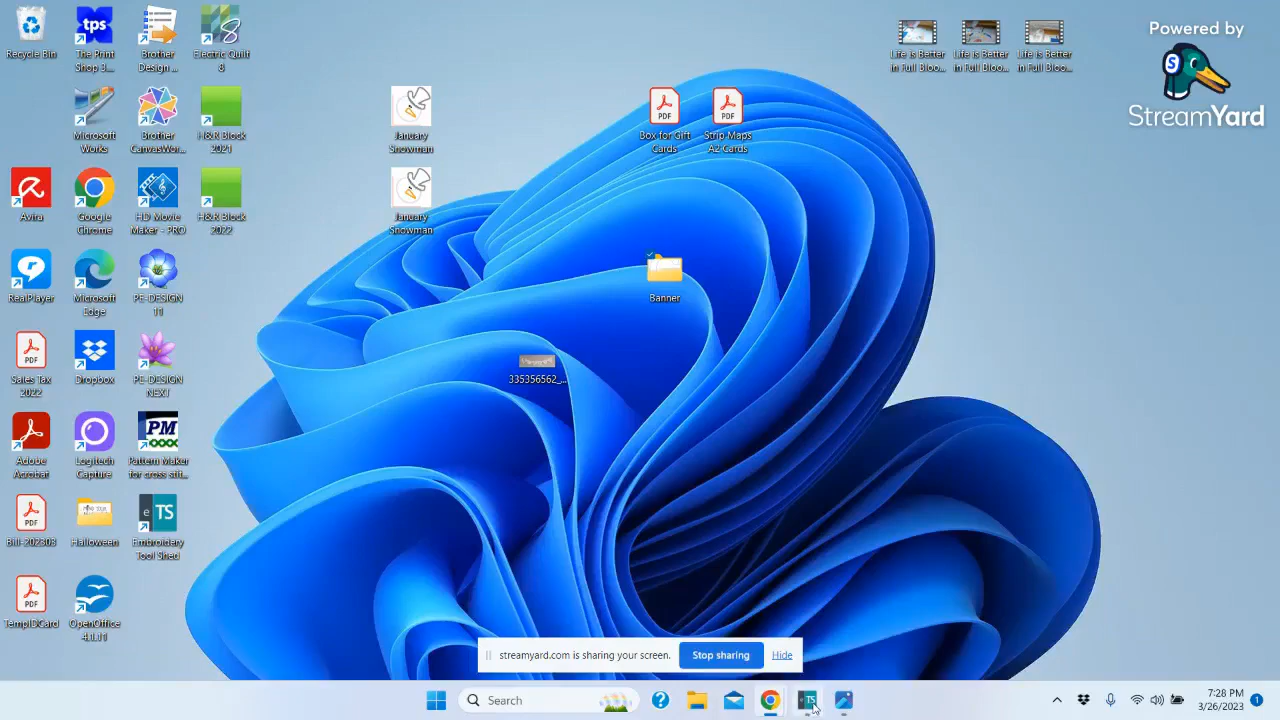 Recycle Bin
The Print
Shop 3....
Brother
Design ...
Electric Quilt
8
Life is Better
in Full Bloo...
Life is Better
in Full Bloo...
Life is Better
in Full Bloo...
Powered by
StreamYard
tps
Microsoft
Works
Brother
CanvasWor...
H&R Block
2021
January
Snowman
PDF
Box for Gift
Cards
PDF
Strip Maps
A2 Cards
Avira
Google
Chrome
HD Movie
Maker - PRO
H&R Block
2022
January
Snowman
RealPlayer
Microsoft
Edge
PE-DESIGN
11
Banner
PDF
Sales Tax
2022
Dropbox
PE-DESIGN
NEXT
335356562_...
Adobe
Acrobat
Logitech
Capture
PM
Pattern Maker
for cross stit...
PDF
Bill-202303
Halloween
e TS
Embroidery
Tool Shed
PDF
TempIDCard
OpenOffice
4.1.11
streamyard.com is sharing your screen.
Stop sharing
Hide
Search
TS
7:28 PM
3/26/2023
1